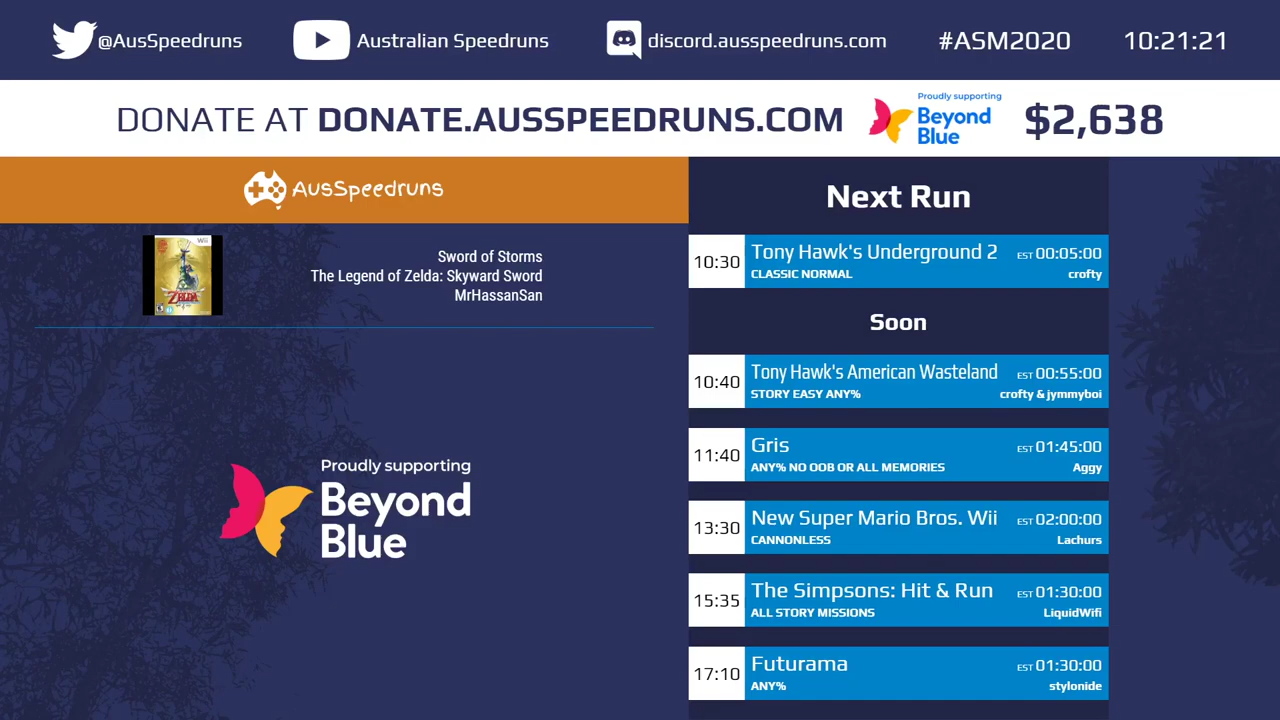 @AusSpeedruns
Australian Speedruns
discord.ausspeedruns.com
#ASM2020
10:21:21
DONATE AT DONATE.AUSSPEEDRUNS.COM
Proudly supporting
Beyond
Blue
$2,638
AusSpeedruns
Wii
ZELDA
Sword of Storms
The Legend of Zelda: Skyward Sword
MrHassanSan
Proudly supporting
Beyond
Blue
Next Run
10:30
Tony Hawk's Underground 2
EST 00:05:00
CLASSIC NORMAL
crofty
Soon
10:40
Tony Hawk's American Wasteland
EST 00:55:00
STORY EASY ANY%
crofty & jymmyboi
11:40
Gris
EST 01:45:00
ANY% NO OOB OR ALL MEMORIES
Aggy
13:30
New Super Mario Bros. Wii
EST 02:00:00
CANNONLESS
Lachurs
15:35
The Simpsons: Hit & Run
EST 01:30:00
ALL STORY MISSIONS
LiquidWifi
17:10
Futurama
EST 01:30:00
ANY%
stylonide